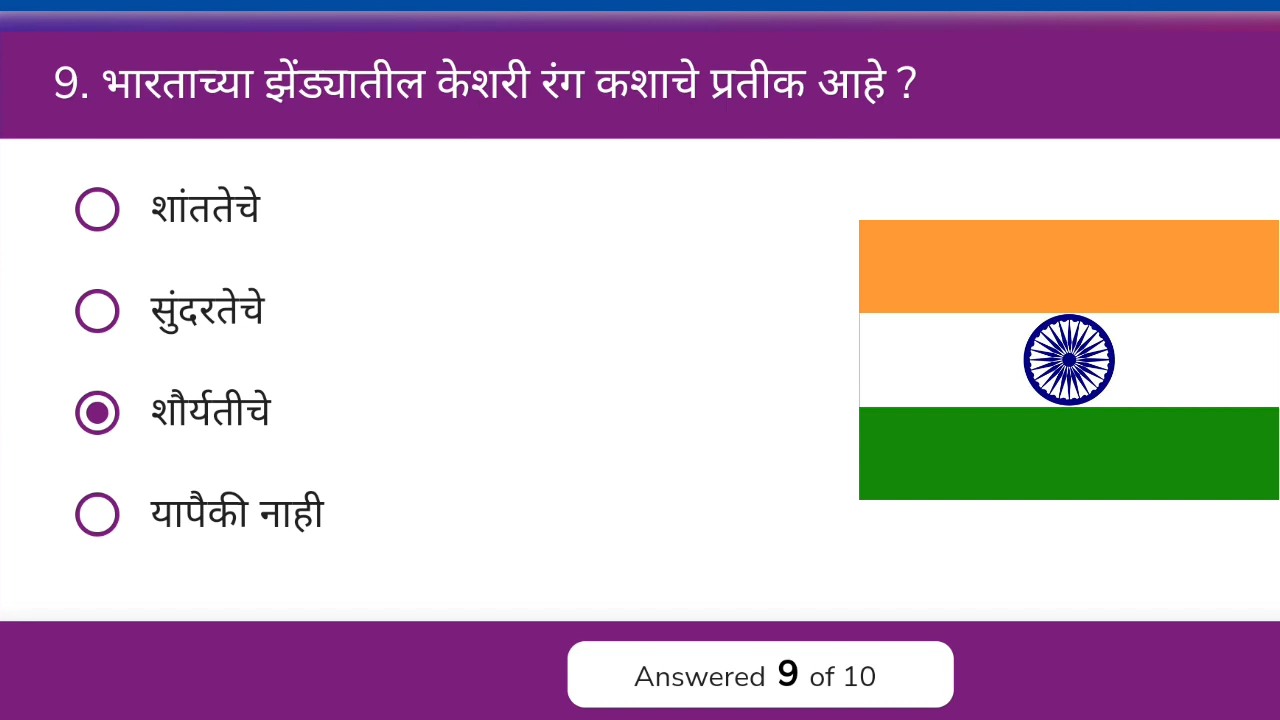 9. भारताच्या झेंड्यातील केशरी रंग कशाचे प्रतीक आहे ?
शांततेचे
सुंदरतेचे
शौर्यतीचे
यापैकी नाही
Answered 9 of 10